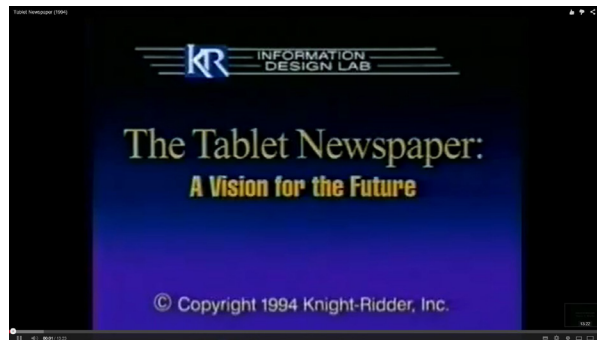 Tablet Newspaper (1994)
KR
INFORMATION
DESIGN LAB
The Tablet Newspaper:
A Vision for the Future
© Copyright 1994 Knight-Ridder, Inc.